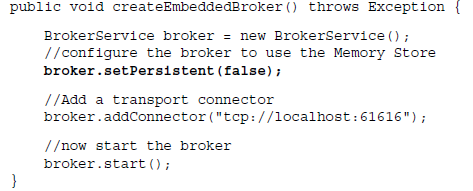 public void createEmbeddedBroker() throws Exception {
BrokerService broker = new BrokerService();
//configure the broker to use the Memory Store
broker.setPersistent(false);
//Add a transport connector
broker.addConnector("tcp://localhost:61616");
//now start the broker
broker.start();
}